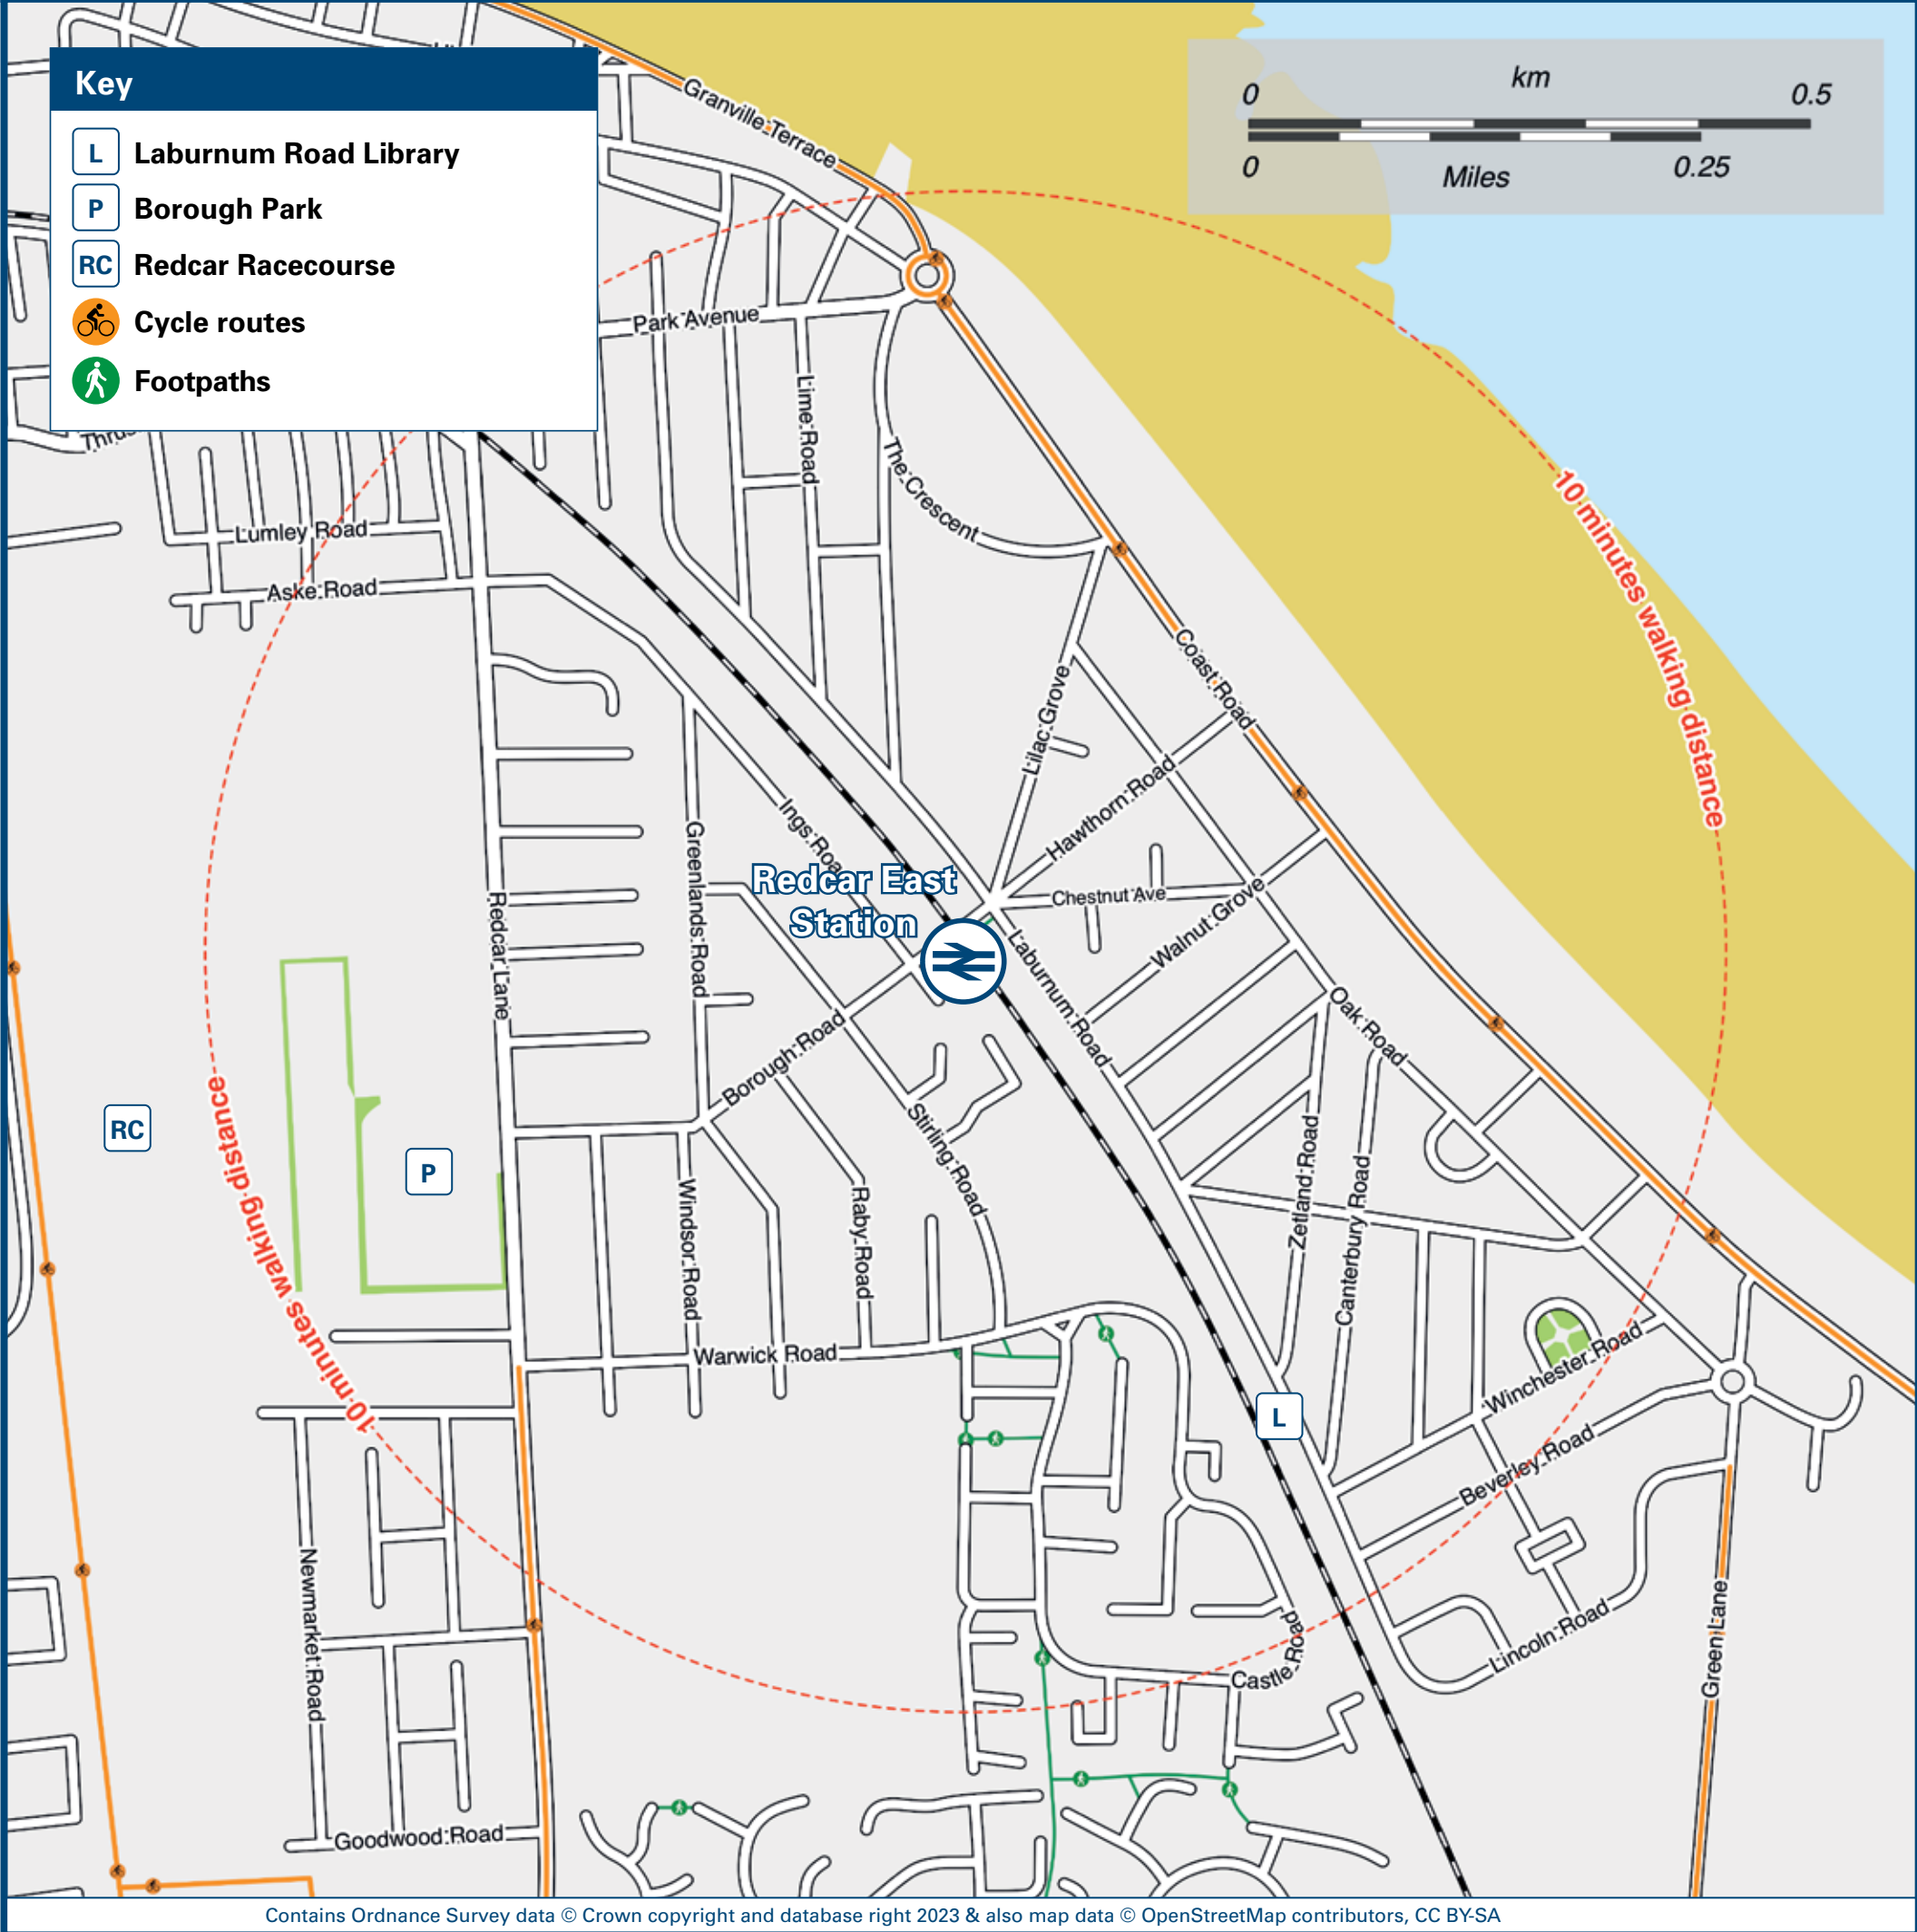 Key
L Laburnum Road Library
P Borough Park
RC Redcar Racecourse
Cycle routes
Footpaths
km
0 0.5
0 0.25
Miles
Granville Terrace
Park Avenue
Lime Road
The Crescent
Lumley Road
Aske Road
Coast Road
Lilac Grove
Hawthorn Road
Chestnut Ave
Walnut Grove
10 minutes walking distance
Ings Road
Greenlands Road
Redcar Lane
Redcar East
Station
Laburnum Road
Oak Road
Borough Road
Stirling Road
Zetland Road
Canterbury Road
Windsor Road
Raby Road
RC
P
10 minutes walking distance
Warwick Road
L
Winchester Road
Beverley Road
Newmarket Road
Lincoln Road
Green Lane
Castle Road
Goodwood Road
Contains Ordnance Survey data © Crown copyright and database right 2023 & also map data © OpenStreetMap contributors, CC BY-SA